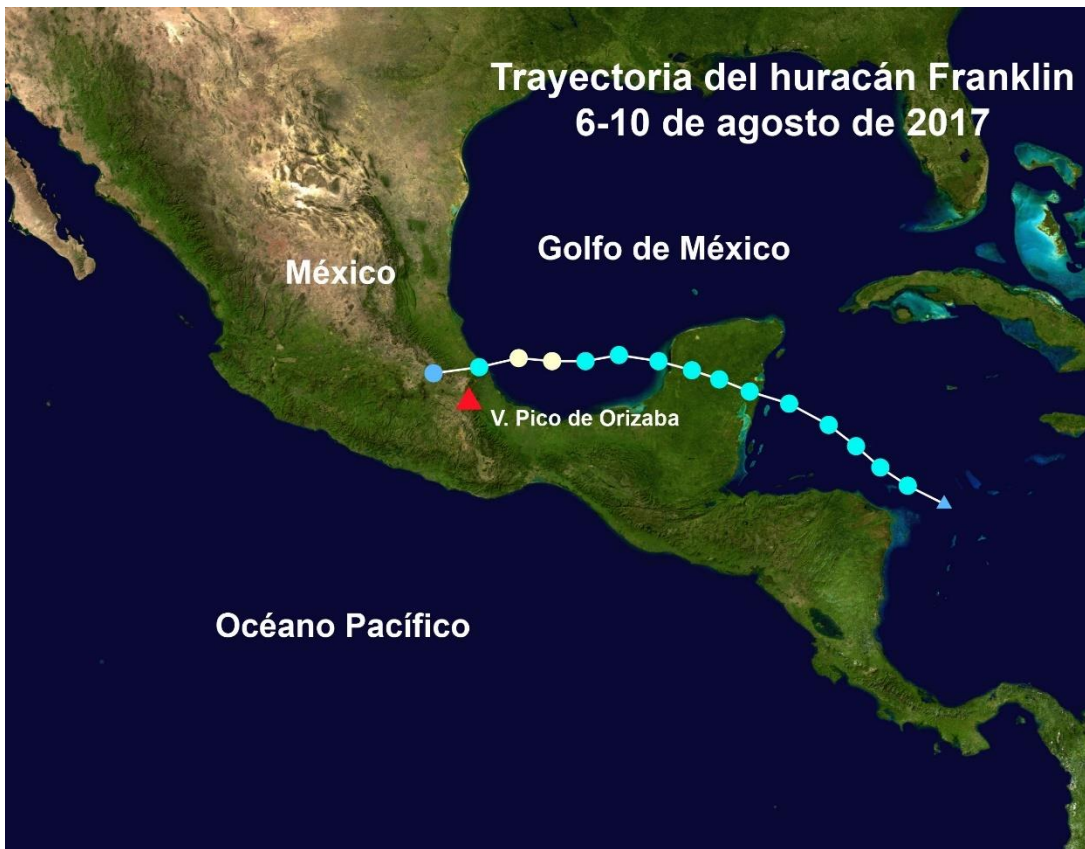 Trayectoria del huracán Franklin
6-10 de agosto de 2017
Golfo de México
México
V. Pico de Orizaba
Océano Pacífico